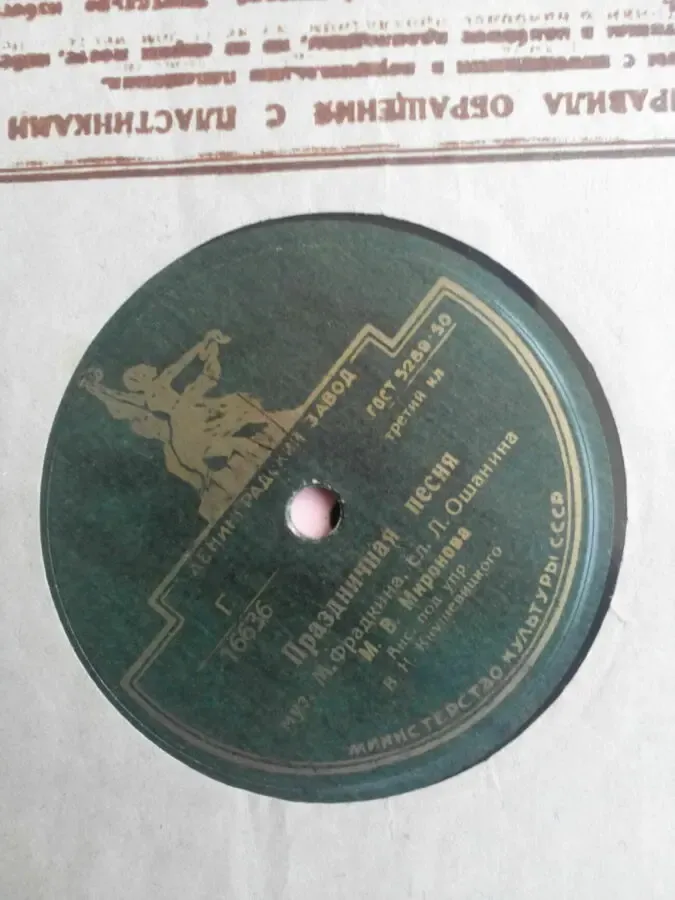 ПРАВИЛА ОБРАЩЕНИЯ С ПЛАСТИНКАМИ
ЛЕНИНГРАДСКИЙ ЗАВОД
ГОСТ 5289-50
третий кл
Г
16636
Праздничная песня
муз. М. Фрадкина, сл. Л. Ошанина
М. В. Миронова
Анс. под упр.
В Н Кнушевицкого
МИНИСТЕРСТВО КУЛЬТУРЫ СССР